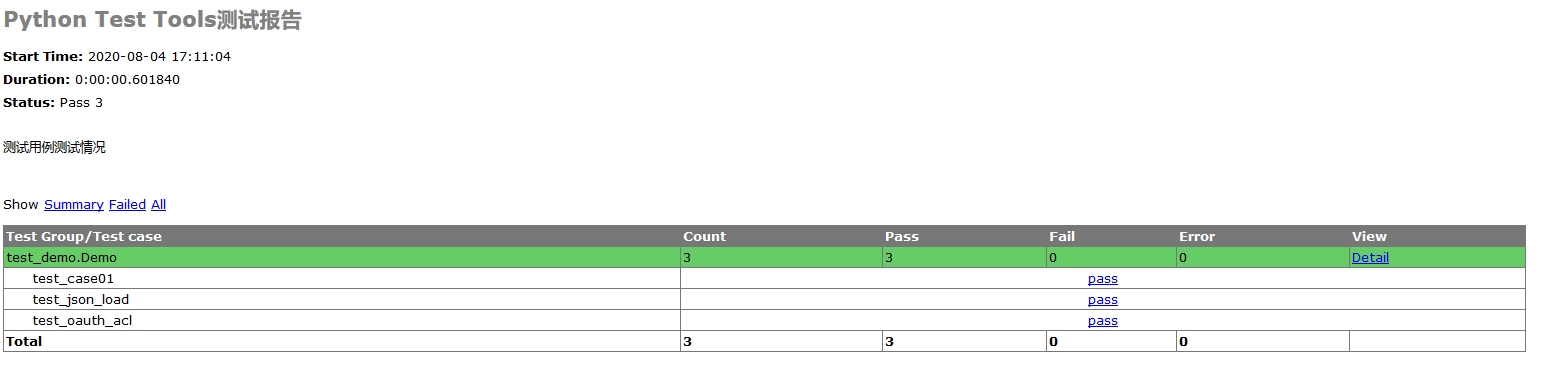 Python Test Tools测试报告
Start Time: 2020-08-04 17:11:04
Duration: 0:00:00.601840
Status: Pass 3
测试用例测试情况
Show Summary Failed All
Test Group/Test case Count Pass Fail Error View
test_demo.Demo 3 3 0 0 Detail
test_case01 pass
test_json_load pass
test_oauth_acl pass
Total 3 3 0 0